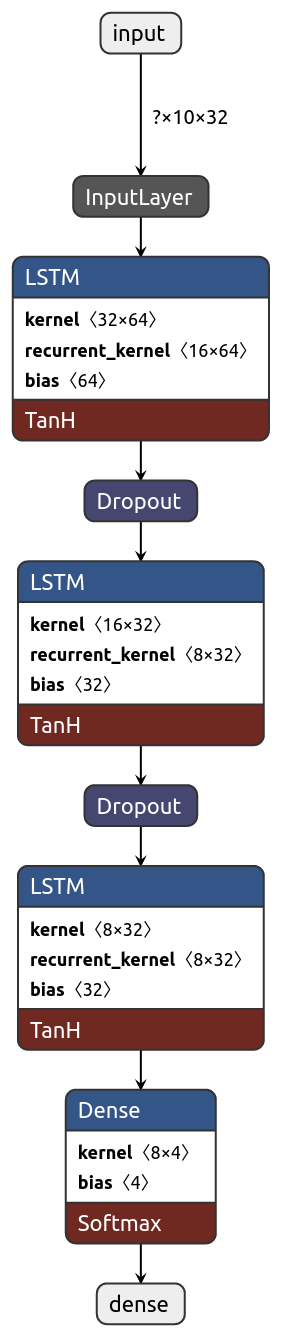 input
?×10×32
InputLayer
LSTM
kernel〈32×64〉
recurrent_kernel〈16×64〉
bias〈64〉
TanH
Dropout
LSTM
kernel〈16×32〉
recurrent_kernel〈8×32〉
bias〈32〉
TanH
Dropout
LSTM
kernel〈8×32〉
recurrent_kernel〈8×32〉
bias〈32〉
TanH
Dense
kernel〈8×4〉
bias〈4〉
Softmax
dense